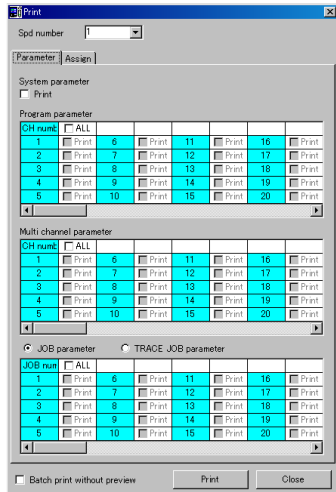 Print
Spd number 1
Parameter Assign
System parameter
Print
Program parameter
CH numb ALL
1 Print 6 Print 11 Print 16 Print
2 Print 7 Print 12 Print 17 Print
3 Print 8 Print 13 Print 18 Print
4 Print 9 Print 14 Print 19 Print
5 Print 10 Print 15 Print 20 Print
Multi channel parameter
CH numb ALL
1 Print 6 Print 11 Print 16 Print
2 Print 7 Print 12 Print 17 Print
3 Print 8 Print 13 Print 18 Print
4 Print 9 Print 14 Print 19 Print
5 Print 10 Print 15 Print 20 Print
JOB parameter TRACE JOB parameter
JOB num ALL
1 Print 6 Print 11 Print 16 Print
2 Print 7 Print 12 Print 17 Print
3 Print 8 Print 13 Print 18 Print
4 Print 9 Print 14 Print 19 Print
5 Print 10 Print 15 Print 20 Print
Batch print without preview Print Close